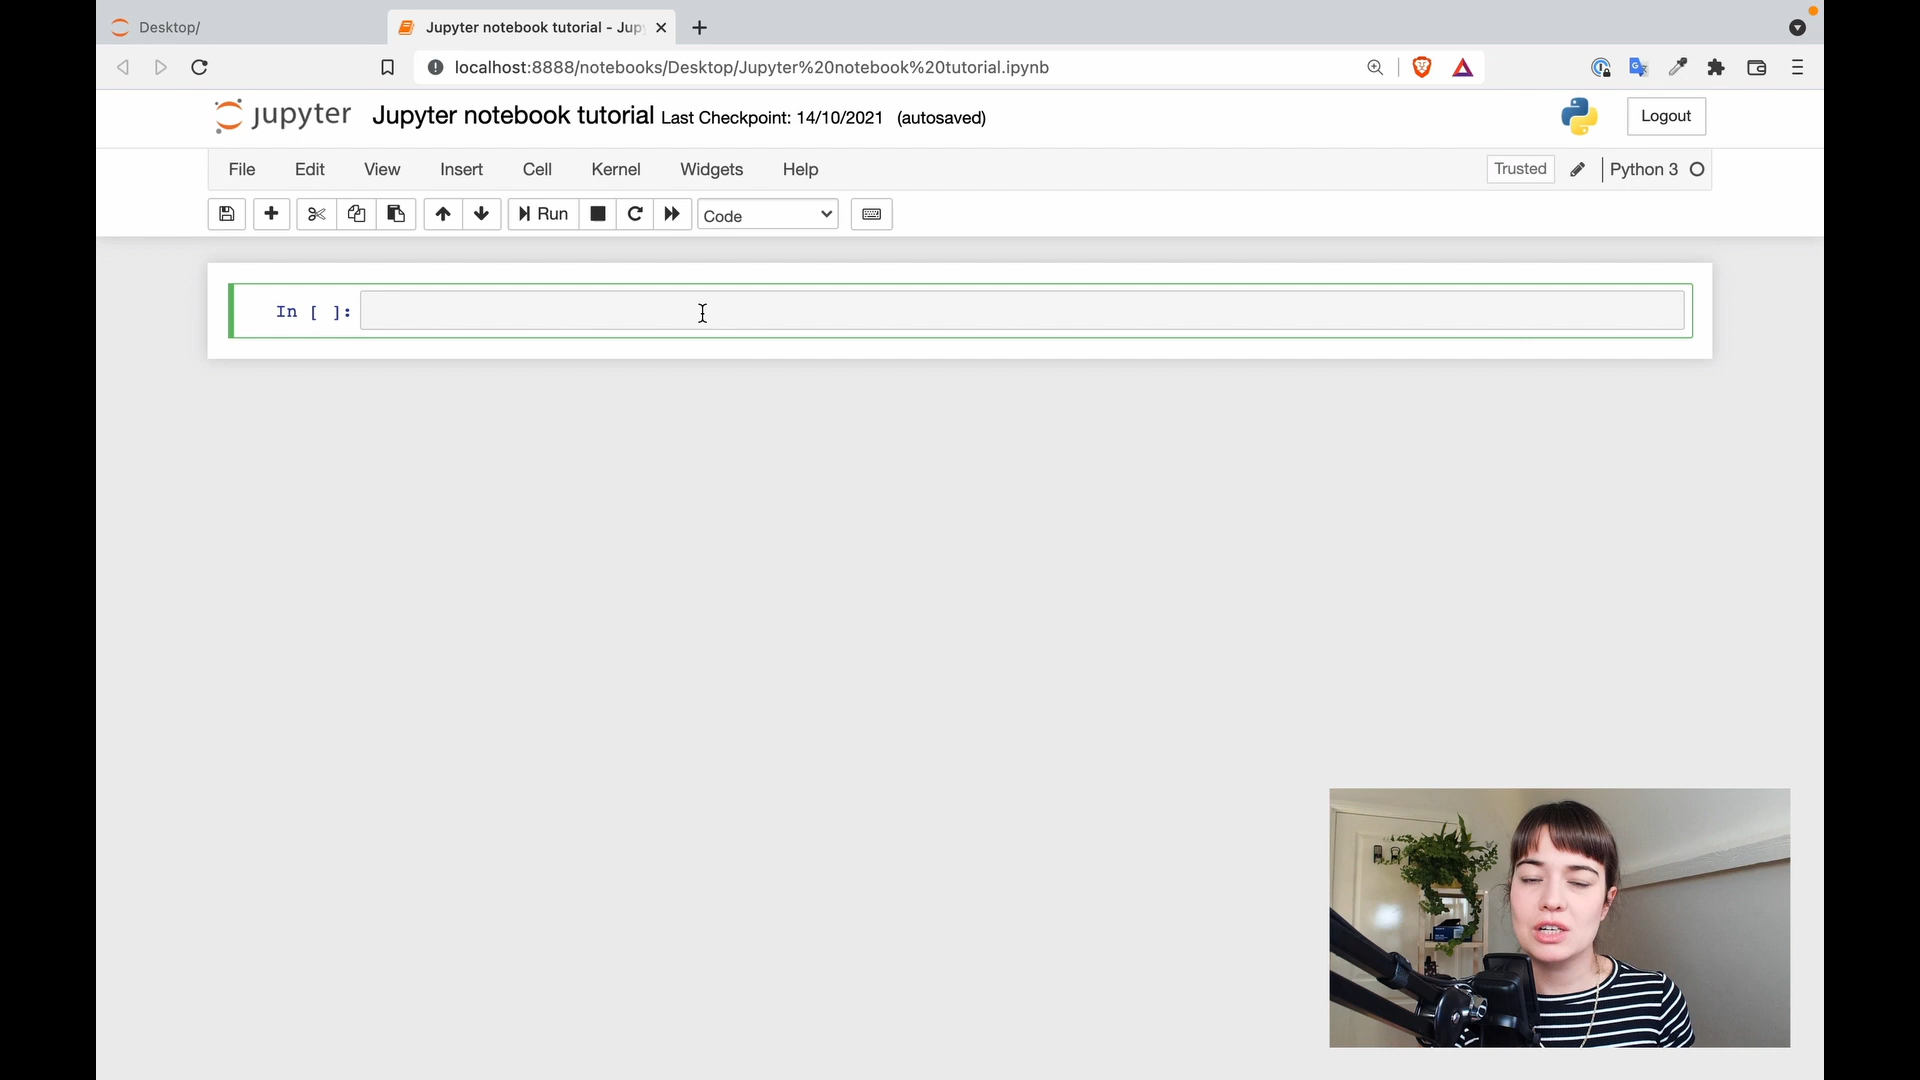 Desktop/
Jupyter notebook tutorial - Jup
localhost:8888/notebooks/Desktop/Jupyter%20notebook%20tutorial.ipynb
jupyter Jupyter notebook tutorial Last Checkpoint: 14/10/2021 (autosaved)
Logout
File Edit View Insert Cell Kernel Widgets Help
Trusted Python 3
Run Code
In [ ]: